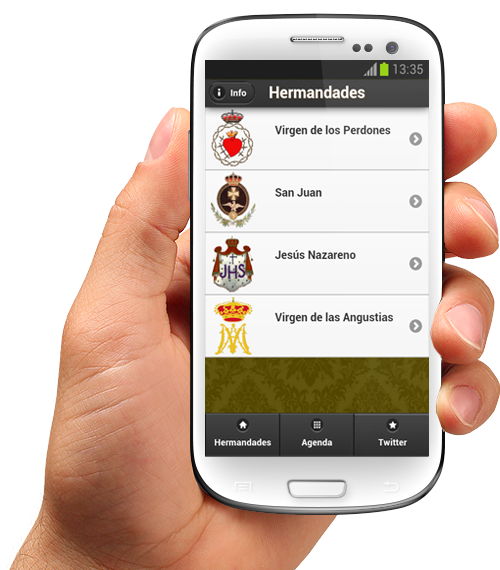 13:35
Info
Hermandades
Virgen de los Perdones
San Juan
Jesús Nazareno
JHS
Virgen de las Angustias
Hermandades Agenda Twitter